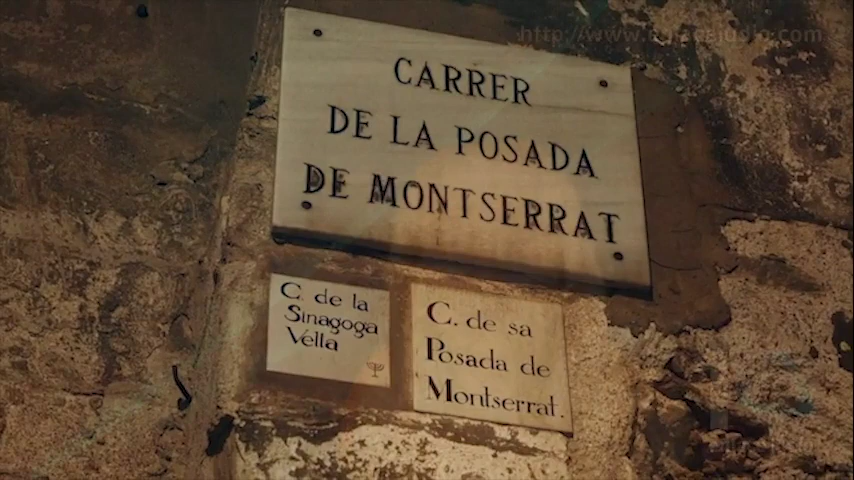 CARRER
DE LA POSADA
DE MONTSERRAT
C. de la
Sinagoga
Vella
C. de sa
Posada de
Montserrat.